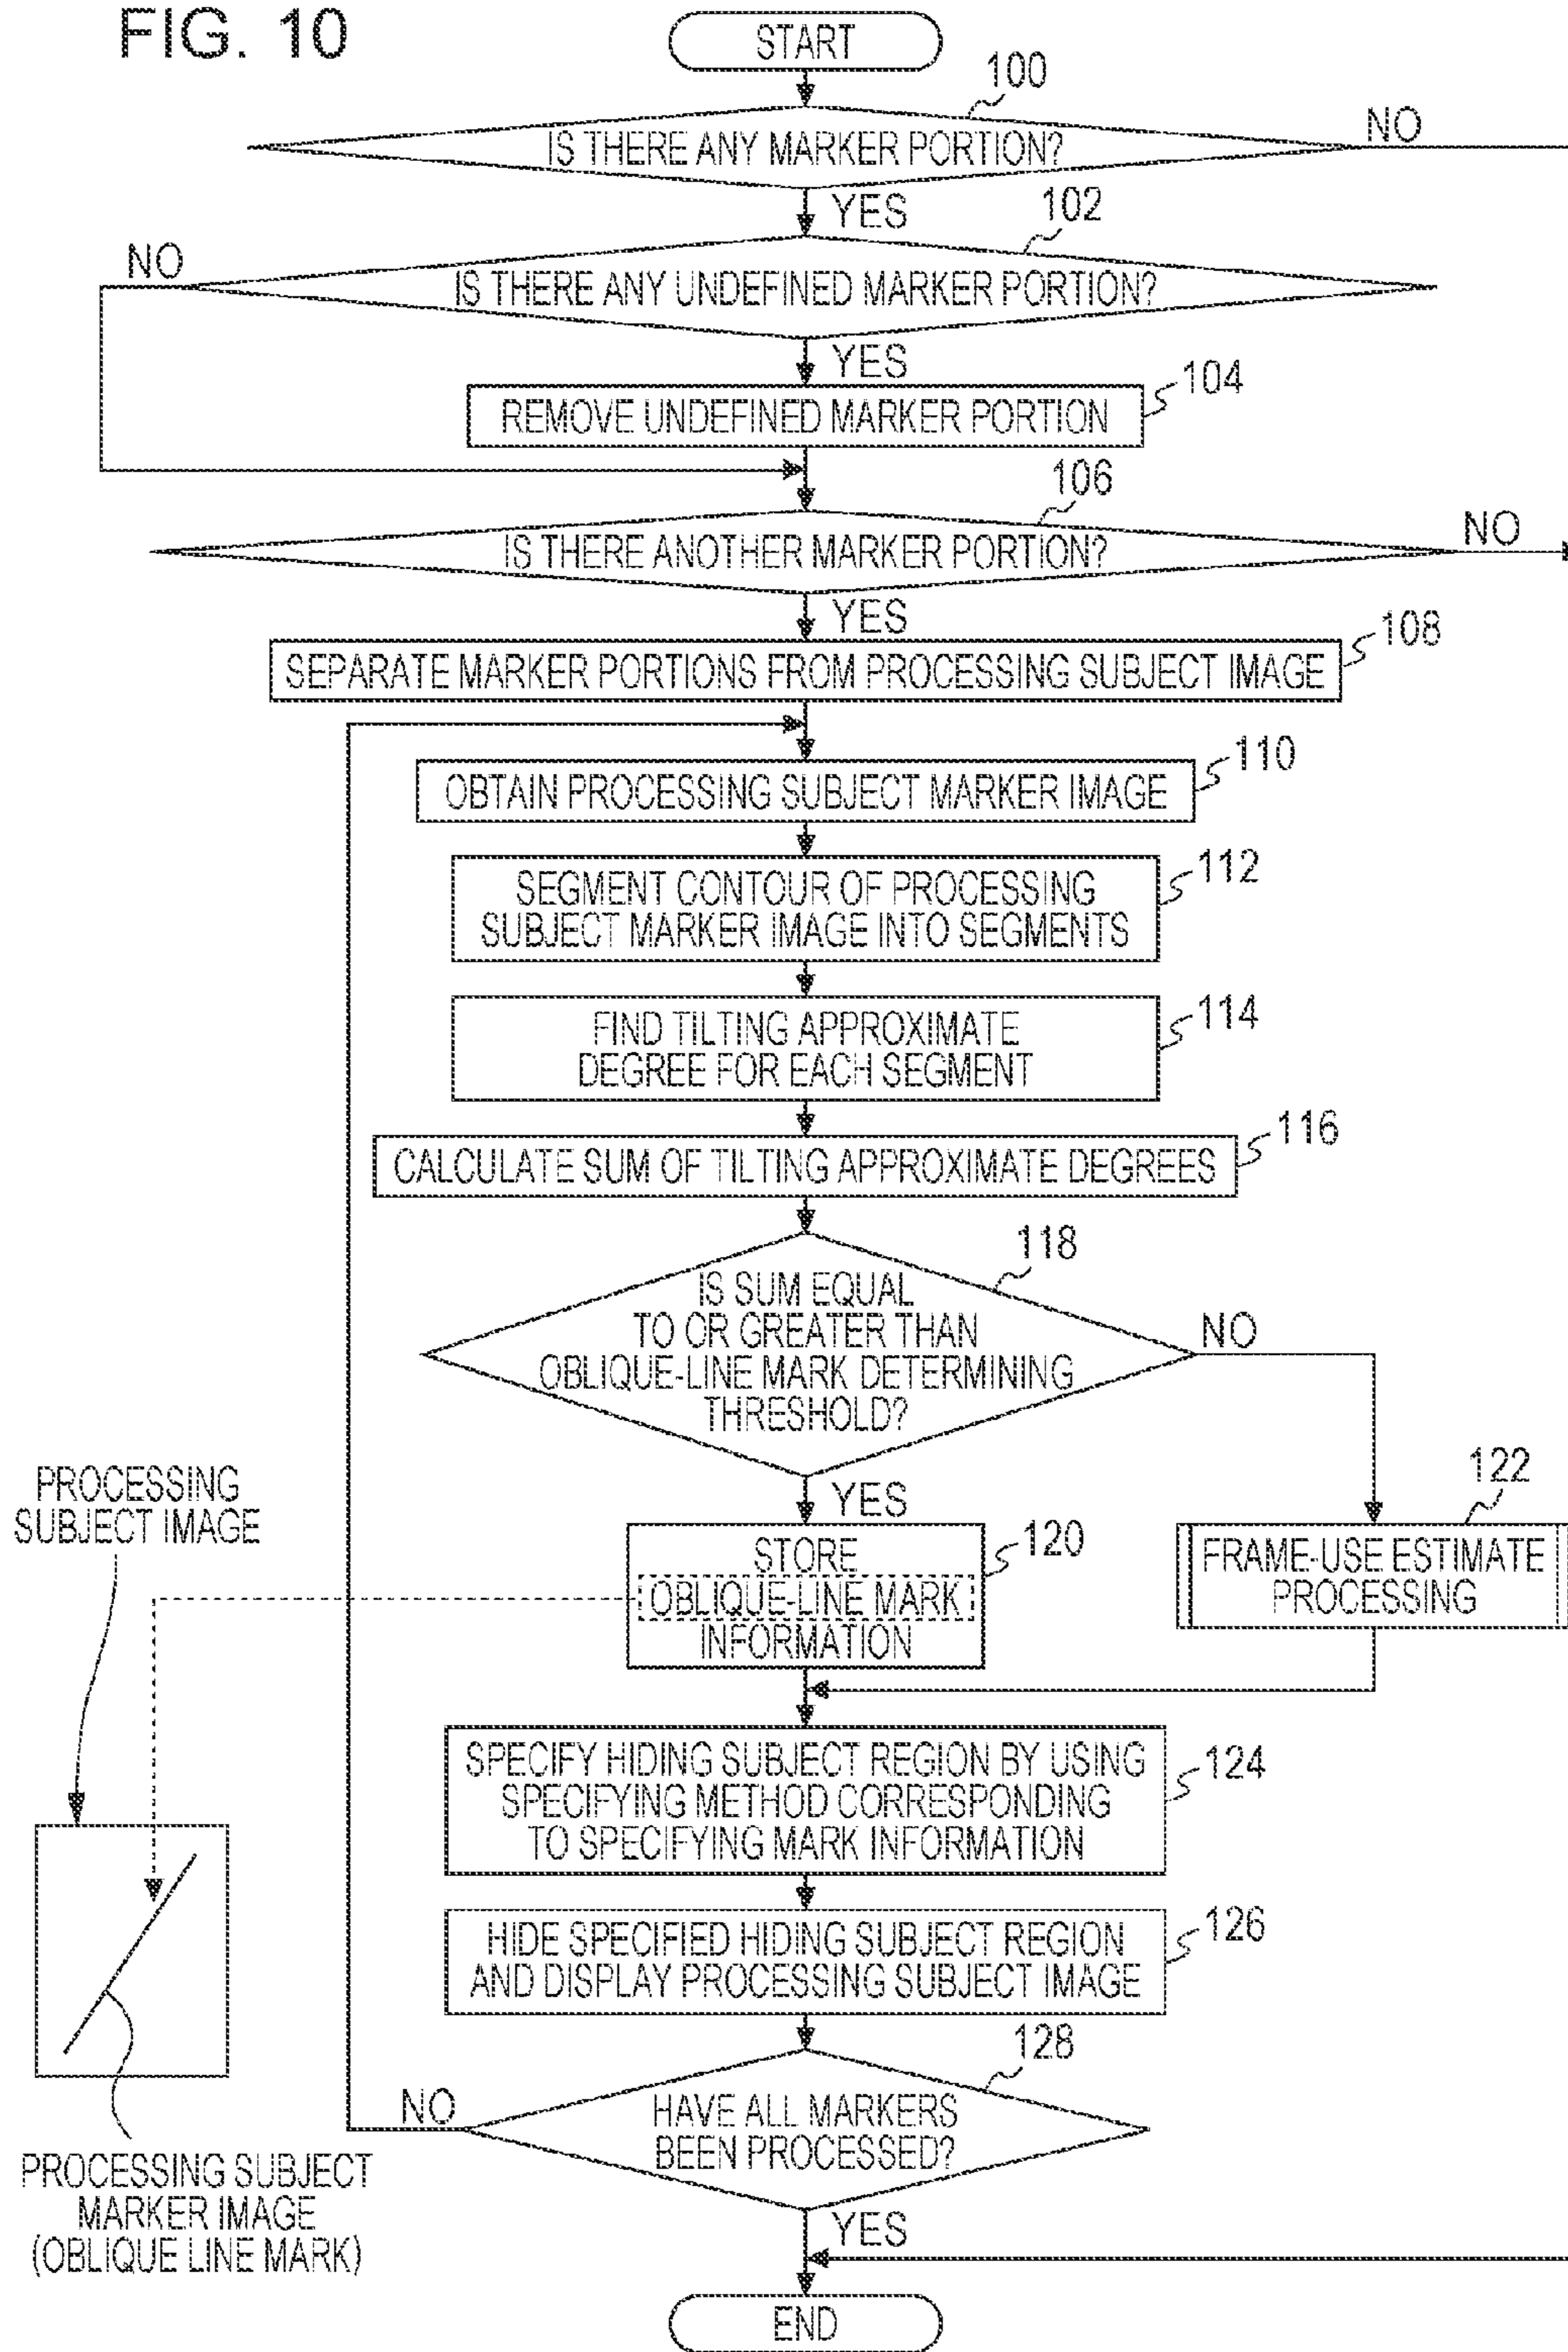 FIG. 10
START
100
IS THERE ANY MARKER PORTION?
NO
YES
102
NO
IS THERE ANY UNDEFINED MARKER PORTION?
YES
104
REMOVE UNDEFINED MARKER PORTION
106
IS THERE ANOTHER MARKER PORTION?
NO
YES
108
SEPARATE MARKER PORTIONS FROM PROCESSING SUBJECT IMAGE
110
OBTAIN PROCESSING SUBJECT MARKER IMAGE
112
SEGMENT CONTOUR OF PROCESSING
SUBJECT MARKER IMAGE INTO SEGMENTS
114
FIND TILTING APPROXIMATE
DEGREE FOR EACH SEGMENT
116
CALCULATE SUM OF TILTING APPROXIMATE DEGREES
118
IS SUM EQUAL
TO OR GREATER THAN
OBLIQUE-LINE MARK DETERMINING
THRESHOLD?
NO
YES
120
STORE
OBLIQUE-LINE MARK
INFORMATION
122
FRAME-USE ESTIMATE
PROCESSING
PROCESSING
SUBJECT IMAGE
124
SPECIFY HIDING SUBJECT REGION BY USING
SPECIFYING METHOD CORRESPONDING
TO SPECIFYING MARK INFORMATION
126
HIDE SPECIFIED HIDING SUBJECT REGION
AND DISPLAY PROCESSING SUBJECT IMAGE
128
NO
HAVE ALL MARKERS
BEEN PROCESSED?
YES
PROCESSING SUBJECT
MARKER IMAGE
(OBLIQUE LINE MARK)
END